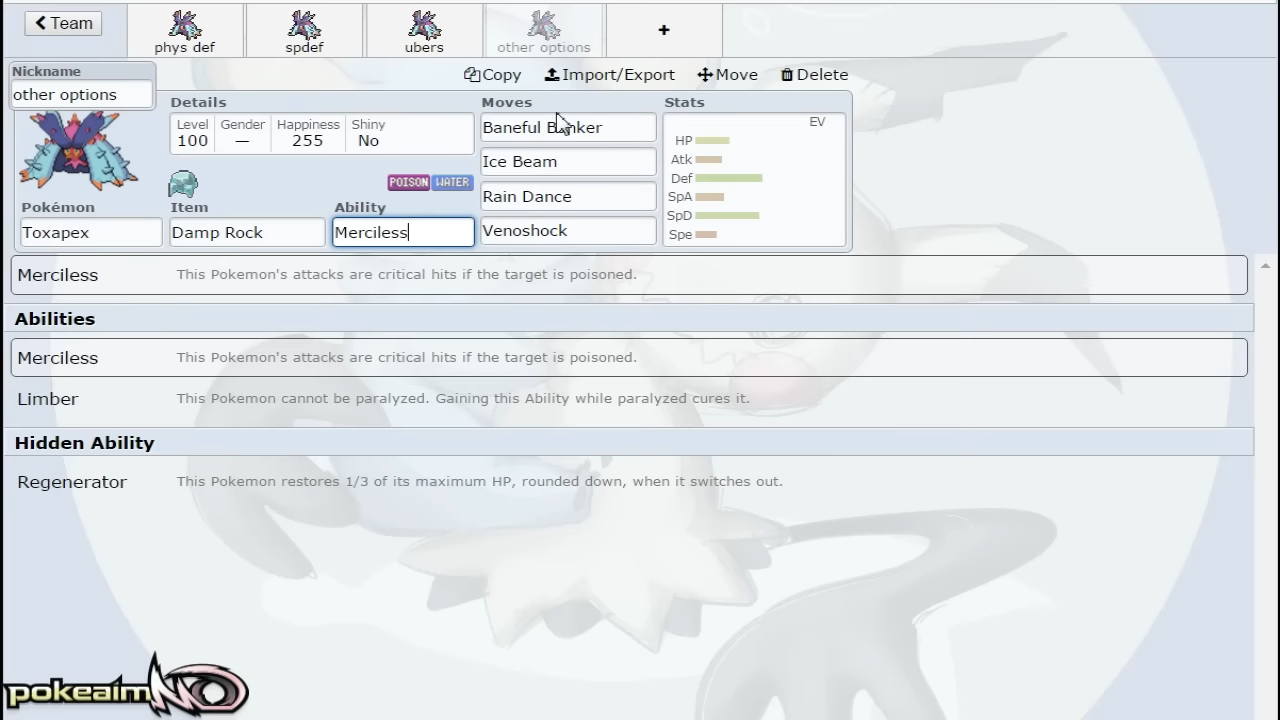 Team
phys def
spdef
ubers
other options
+
Nickname
other options
Copy
Import/Export
Move
Delete
Details
Moves
Stats
Level
Gender
Happiness
Shiny
100
—
255
No
Baneful Bunker
EV
HP
Atk
Ice Beam
Def
POISON WATER
Pokémon
Item
Ability
Rain Dance
SpA
SpD
Toxapex
Damp Rock
Merciless
Venoshock
Spe
Merciless This Pokemon's attacks are critical hits if the target is poisoned.
Abilities
Merciless This Pokemon's attacks are critical hits if the target is poisoned.
Limber This Pokemon cannot be paralyzed. Gaining this Ability while paralyzed cures it.
Hidden Ability
Regenerator This Pokemon restores 1/3 of its maximum HP, rounded down, when it switches out.
pokeaimMD